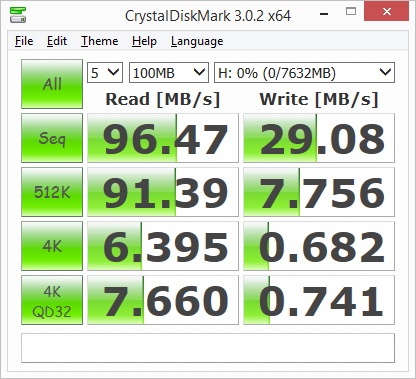 CrystalDiskMark 3.0.2 x64
File Edit Theme Help Language
All 5 100MB H: 0% (0/7632MB)
Read [MB/s] Write [MB/s]
Seq 96.47 29.08
512K 91.39 7.756
4K 6.395 0.682
4K QD32 7.660 0.741